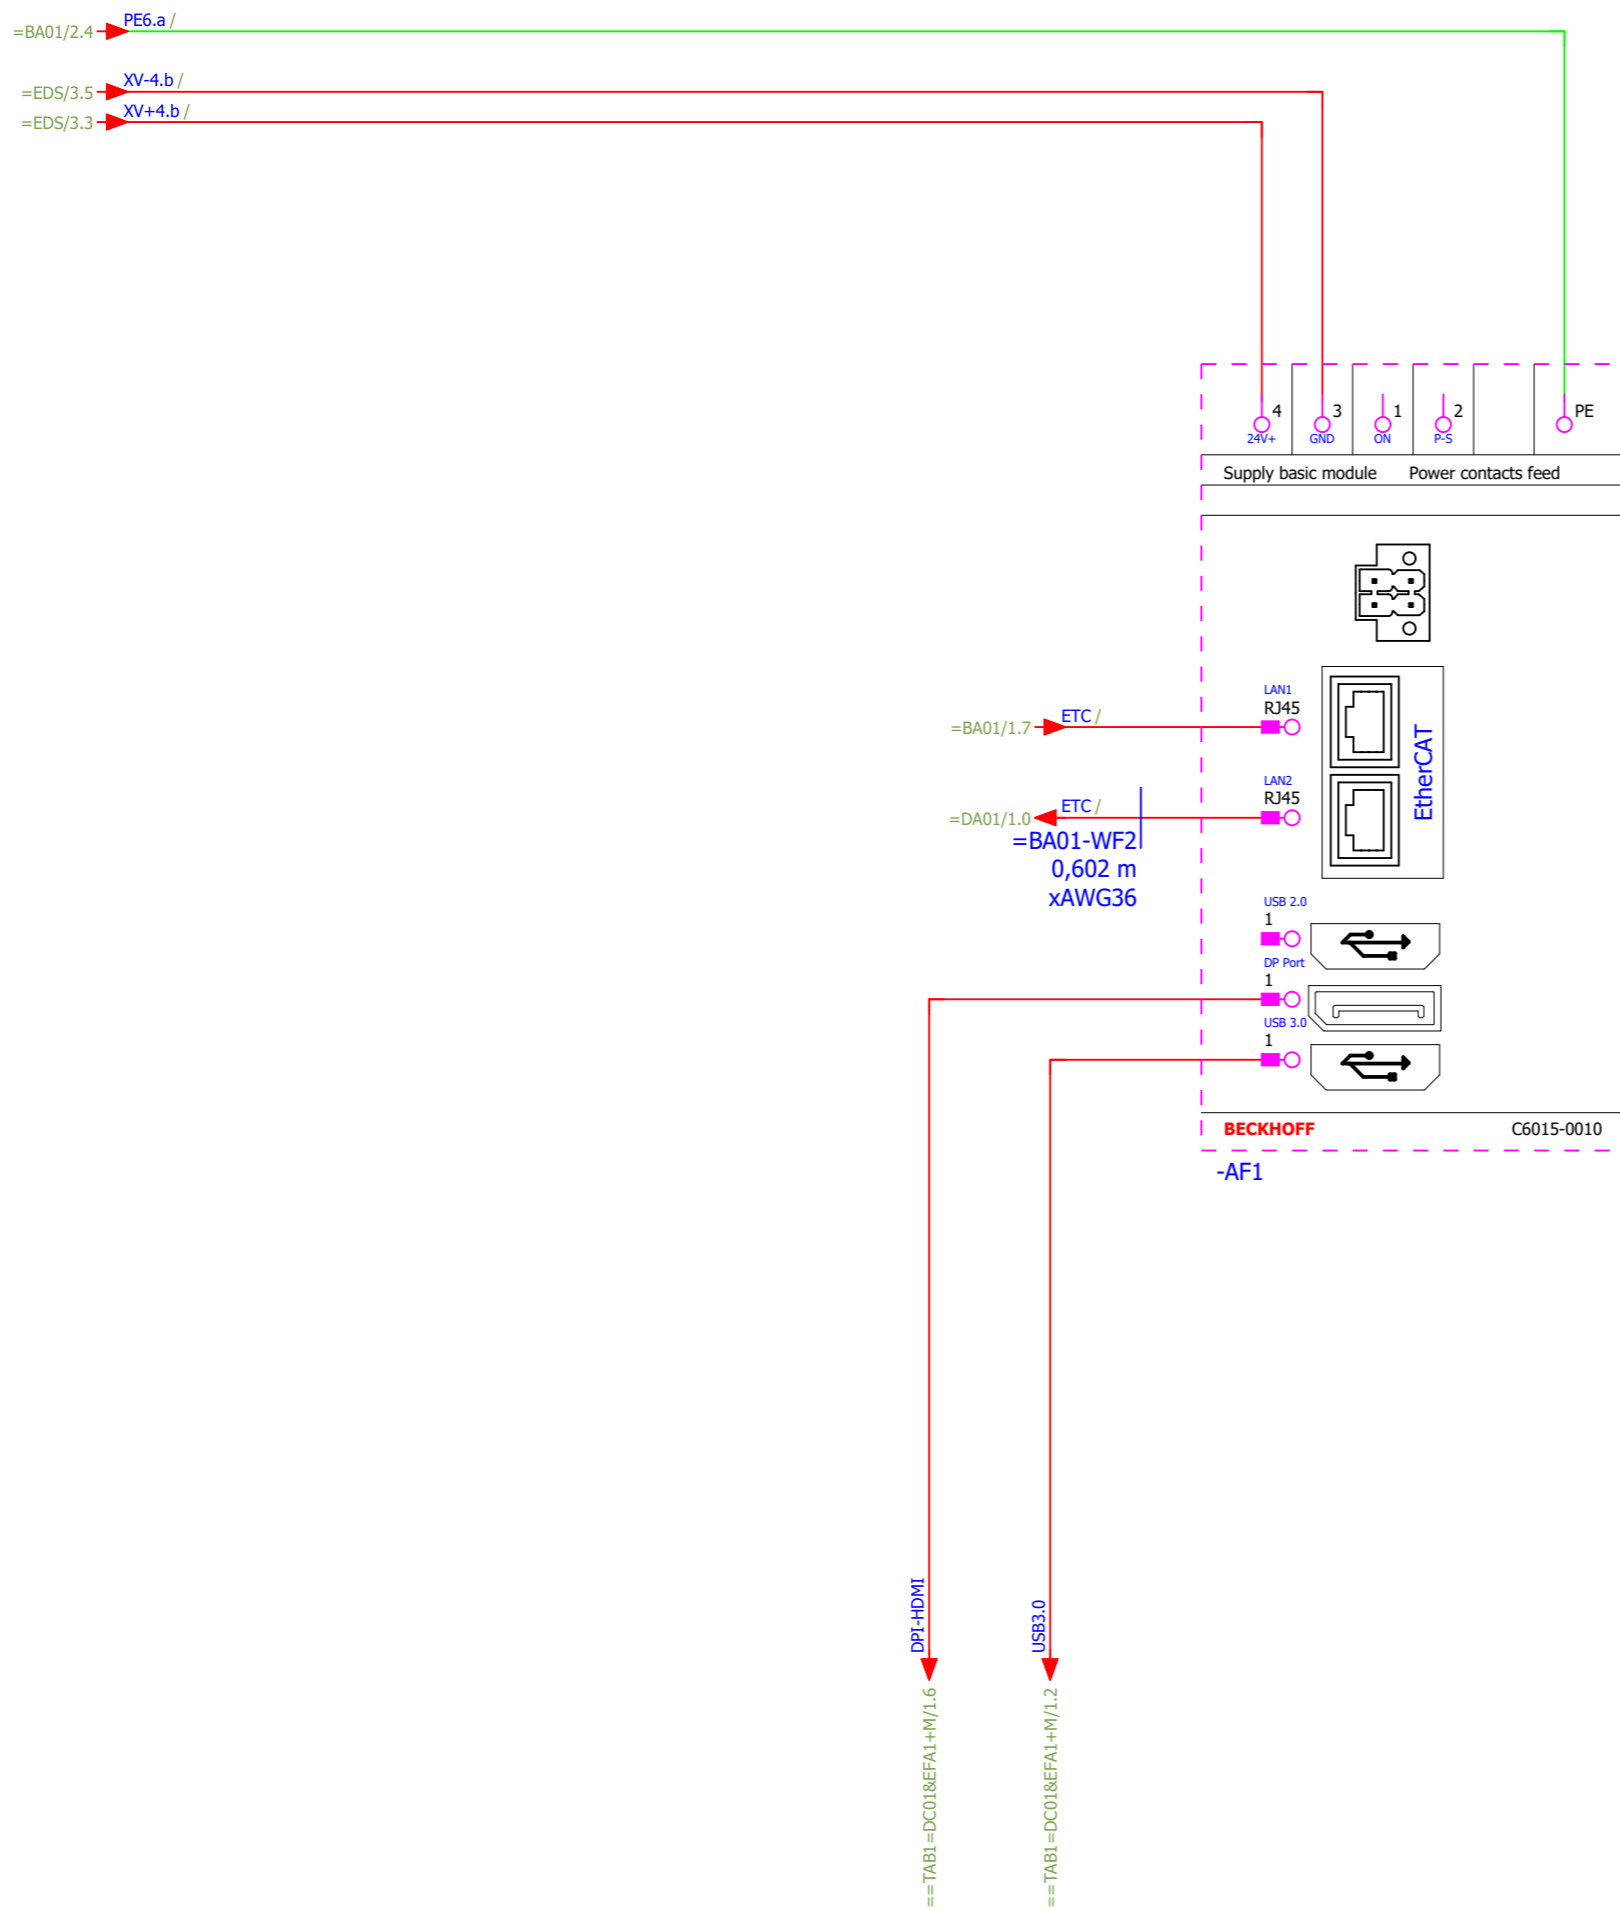 =BA01/2.4 PE6.a /
=EDS/3.5 XV-4.b /
=EDS/3.3 XV+4.b /
4 3 1 2 PE
24V+ GND ON P-S
Supply basic module Power contacts feed
LAN1
RJ45
=BA01/1.7 ETC /
EtherCAT
LAN2
RJ45
=DA01/1.0 ETC /
=BA01-WF2
0,602 m
xAWG36
USB 2.0
1
DP Port
1
USB 3.0
1
BECKHOFF C6015-0010
-AF1
DPI-HDMI
USB3.0
==TAB1=DC01&EFA1+M/1.6
==TAB1=DC01&EFA1+M/1.2